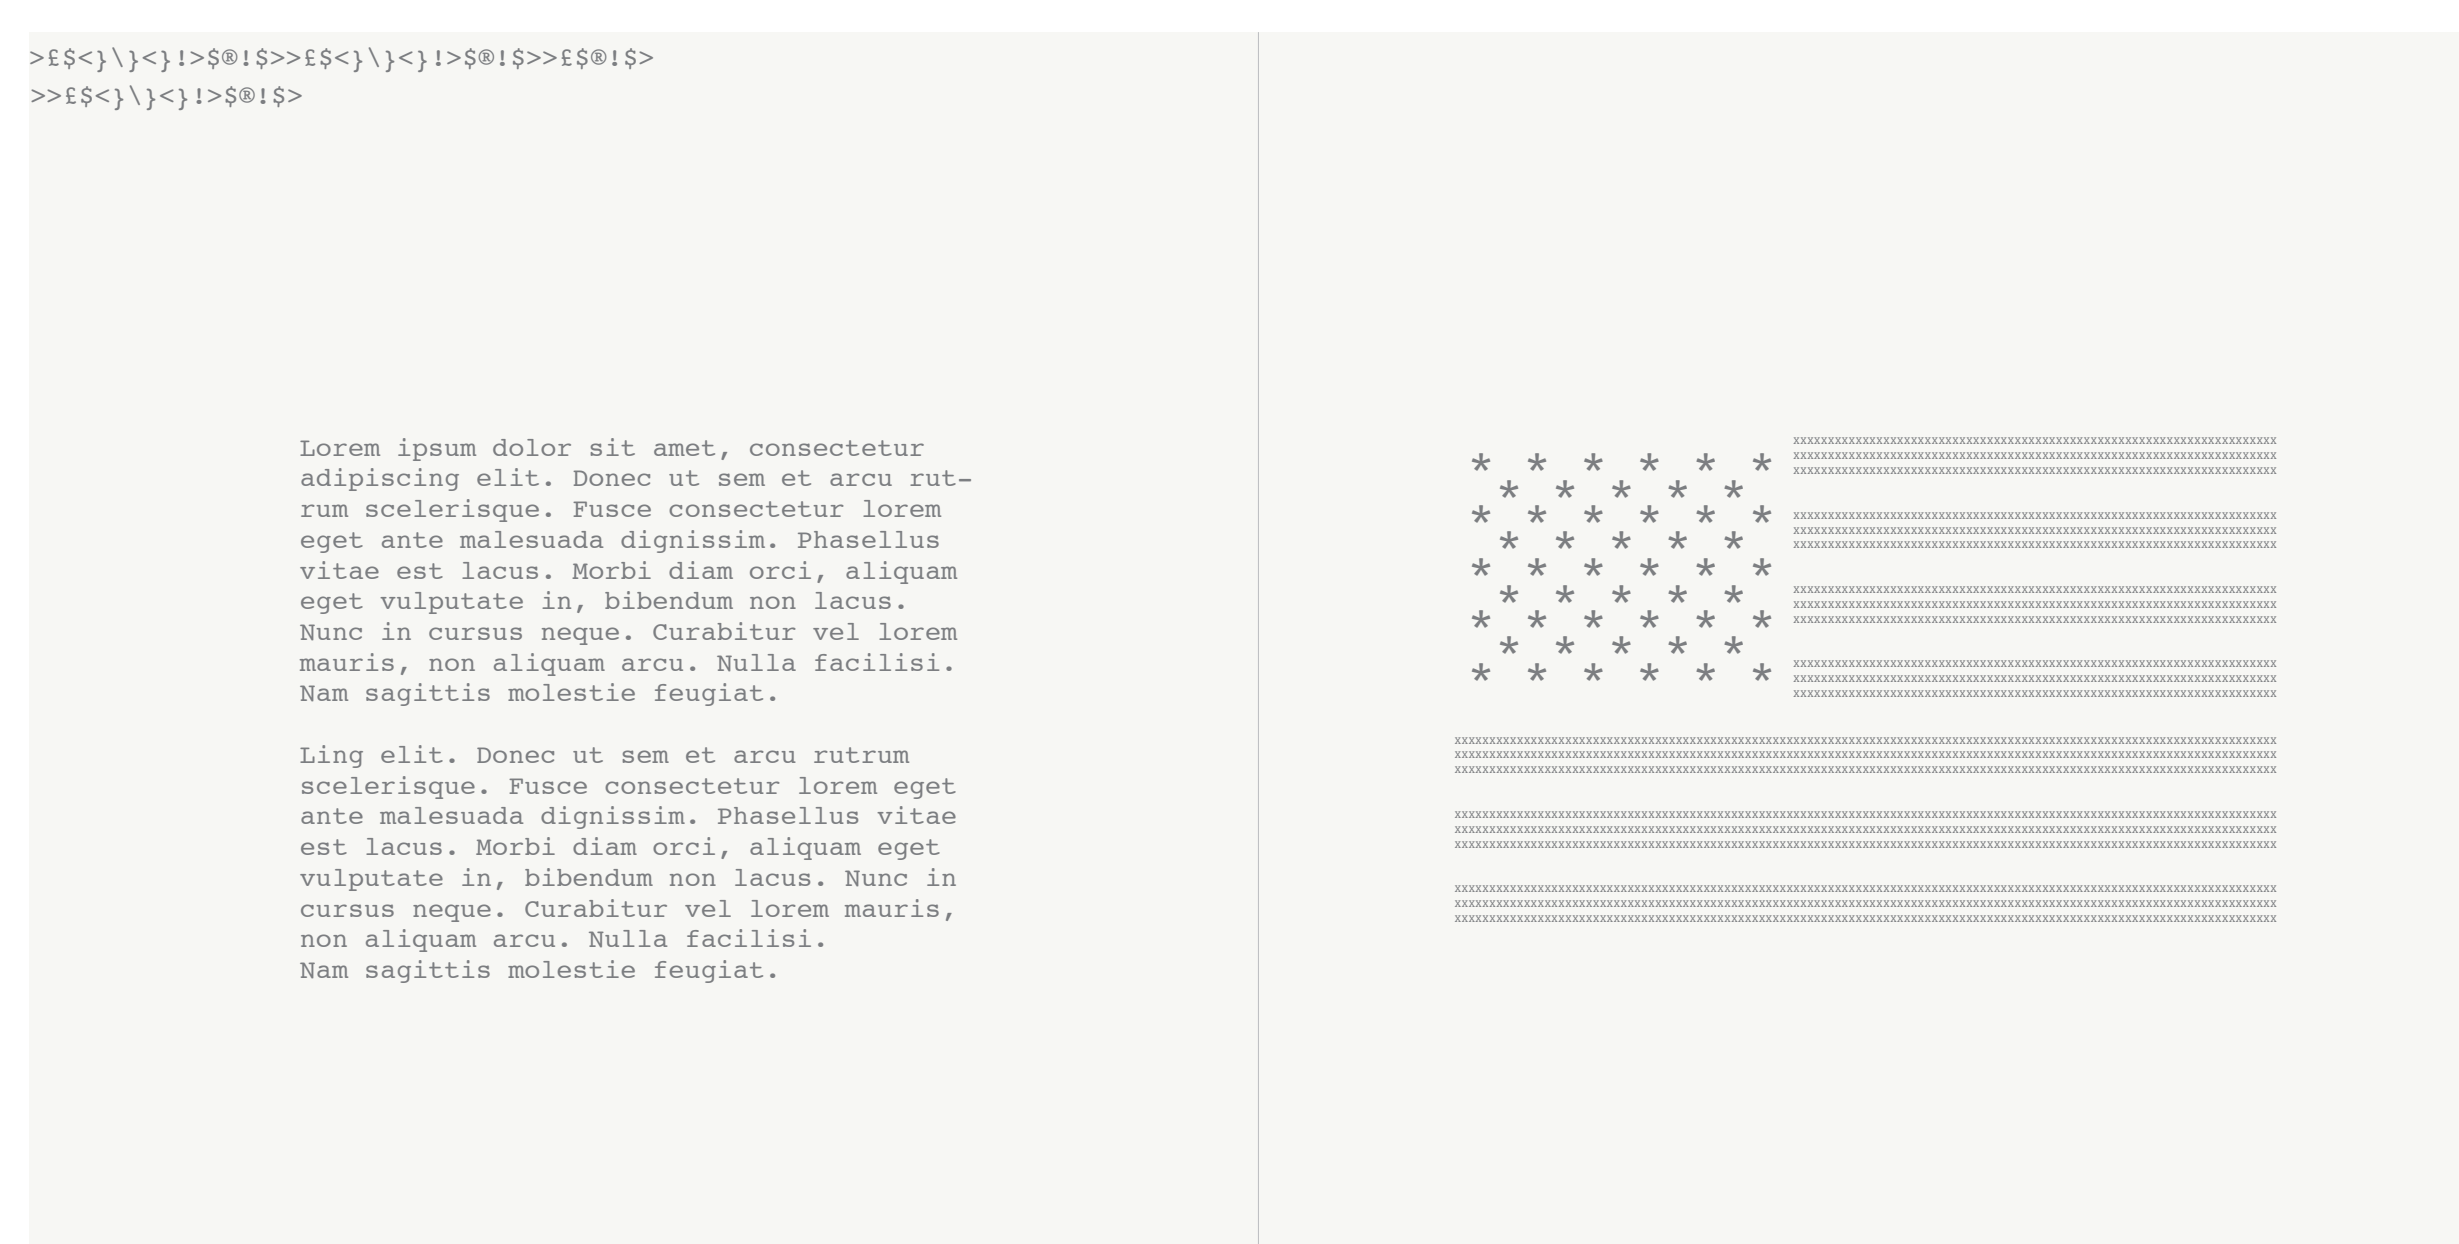 >£$<}\}<}!>$®!$>>£$<}\}<}!>$®!$>>£$®!$>
>>£$<}\}<}!>$®!$>
Lorem ipsum dolor sit amet, consectetur
adipiscing elit. Donec ut sem et arcu rut-
rum scelerisque. Fusce consectetur lorem
eget ante malesuada dignissim. Phasellus
vitae est lacus. Morbi diam orci, aliquam
eget vulputate in, bibendum non lacus.
Nunc in cursus neque. Curabitur vel lorem
mauris, non aliquam arcu. Nulla facilisi.
Nam sagittis molestie feugiat.
Ling elit. Donec ut sem et arcu rutrum
scelerisque. Fusce consectetur lorem eget
ante malesuada dignissim. Phasellus vitae
est lacus. Morbi diam orci, aliquam eget
vulputate in, bibendum non lacus. Nunc in
cursus neque. Curabitur vel lorem mauris,
non aliquam arcu. Nulla facilisi.
Nam sagittis molestie feugiat.
* * * * * *
* * * * *
* * * * * *
* * * * *
* * * * * *
* * * * *
* * * * * *
* * * * *
* * * * * *